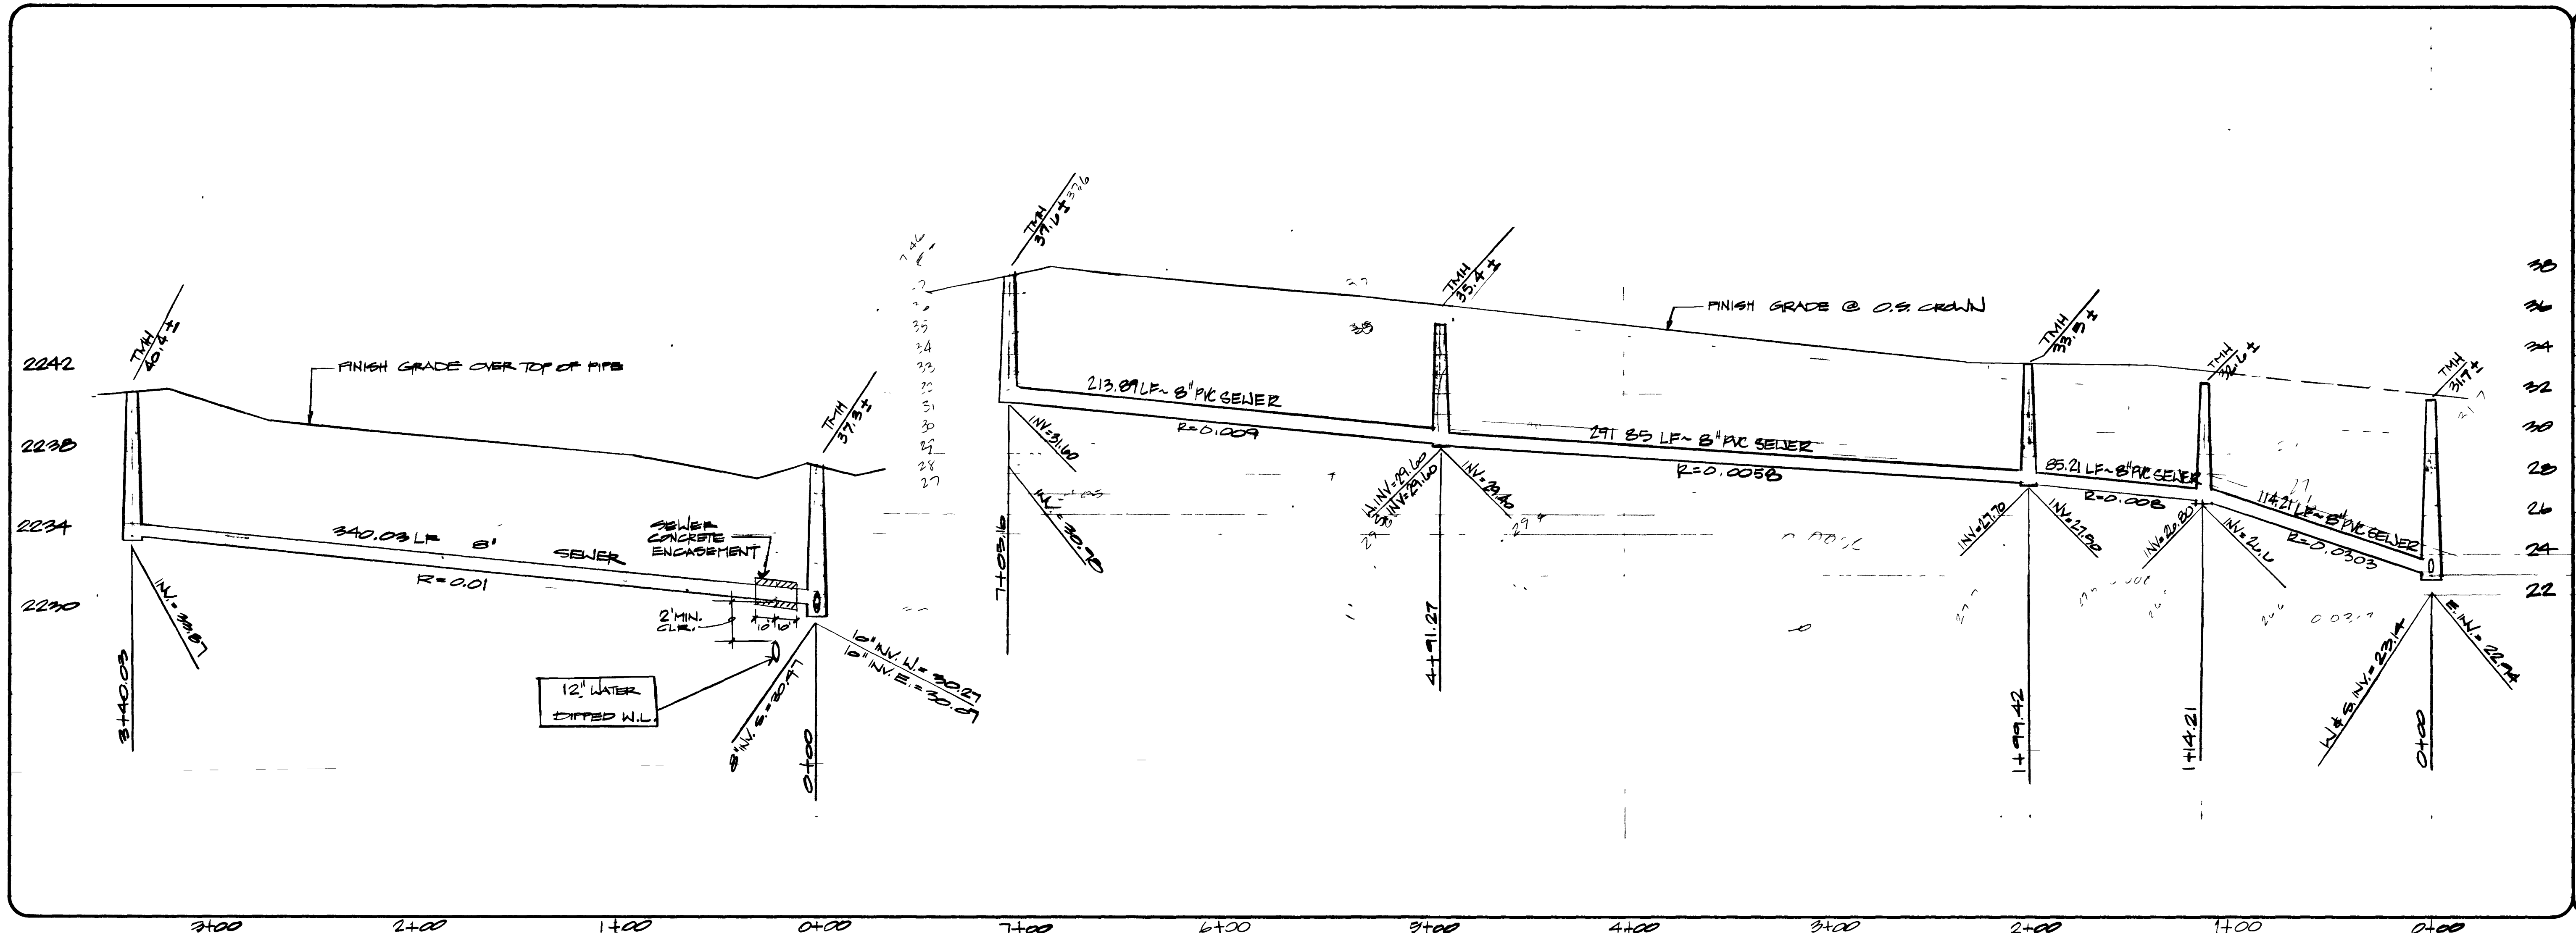 2242
2238
2234
2230
TMH
40.4 ±
FINISH GRADE OVER TOP OF PIPE
340.03 LF 8"
SEWER
R=0.01
SEWER
CONCRETE
ENCASEMENT
2' MIN.
CLR.
10' 10'
12" WATER
DIPPED W.L.
INV. = 33.87
3+40.03
TMH
37.3 ±
8" INV. S. = 30.47
10" INV. W. = 30.27
10" INV. E. = 30.07
0+00
35
34
33
31
30
28
27
TMH
37.6 ± 37.6
213.89 LF ~ 8" PVC SEWER
R=0.009
INV=31.60
7+03.16
TMH
35.4 ±
INV=29.60
INV=29.40
4+91.27
FINISH GRADE @ O.S. CROWN
291 85 LF ~ 8" PVC SEWER
R=0.0058
TMH
33.5 ±
INV=27.70
INV=27.50
1+99.42
85.21 LF ~ 8" PVC SEWER
R=0.008
TMH
32.6 ±
INV=26.80
INV=26.6
1+14.21
114.21 LF ~ 8" PVC SEWER
R=0.0303
TMH
31.7 ±
31.7
W & S. INV. = 23.14
E. INV. = 22.94
0+00
38
36
34
32
30
28
26
24
22
3+00 2+00 1+00 0+00 7+00 6+00 5+00 4+00 3+00 2+00 1+00 0+00